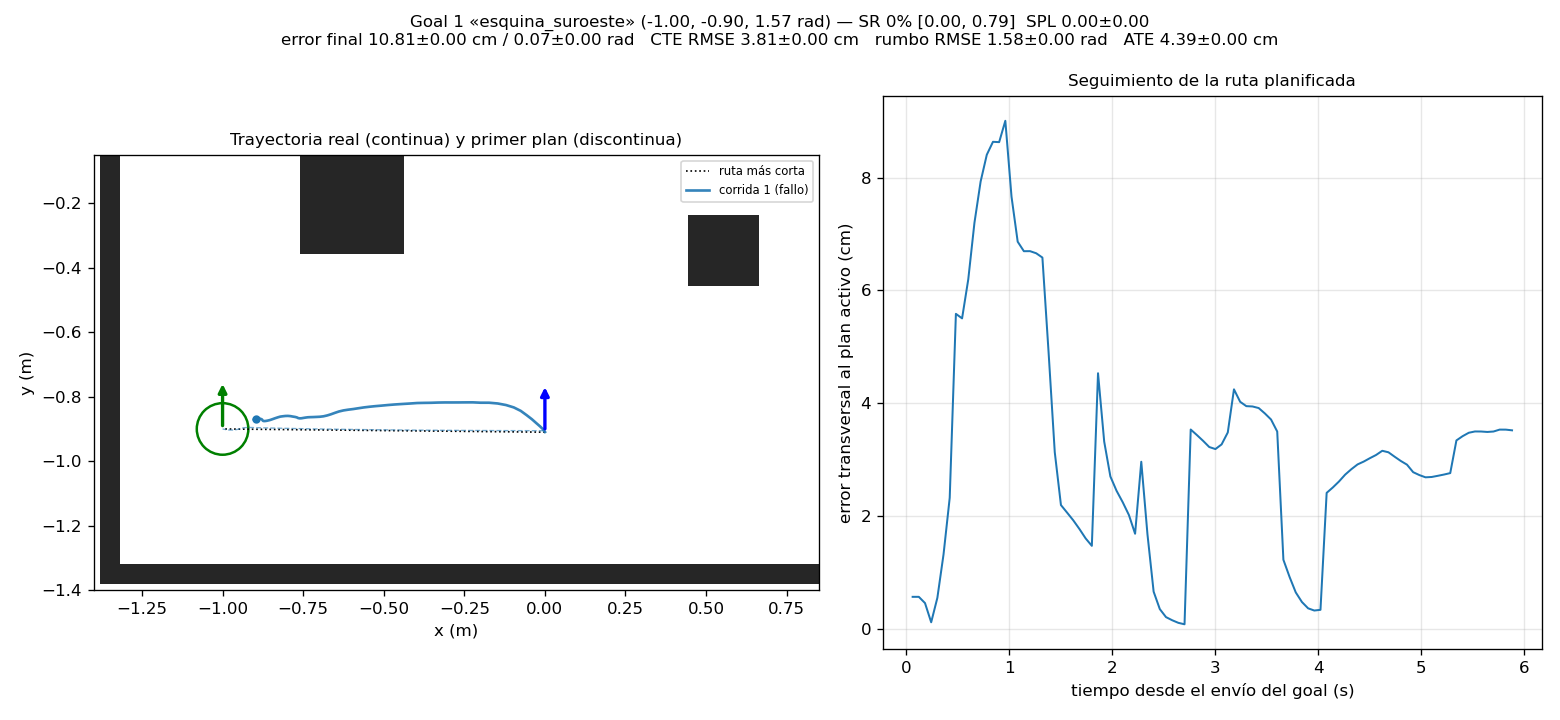 Goal 1 «esquina_suroeste» (-1.00, -0.90, 1.57 rad) — SR 0% [0.00, 0.79]  SPL 0.00±0.00
error final 10.81±0.00 cm / 0.07±0.00 rad   CTE RMSE 3.81±0.00 cm   rumbo RMSE 1.58±0.00 rad   ATE 4.39±0.00 cm
Trayectoria real (continua) y primer plan (discontinua)
ruta más corta
corrida 1 (fallo)
y (m)
−0.2
−0.4
−0.6
−0.8
−1.0
−1.2
−1.4
−1.25
−1.00
−0.75
−0.50
−0.25
0.00
0.25
0.50
0.75
x (m)
Seguimiento de la ruta planificada
error transversal al plan activo (cm)
8
6
4
2
0
0
1
2
3
4
5
6
tiempo desde el envío del goal (s)